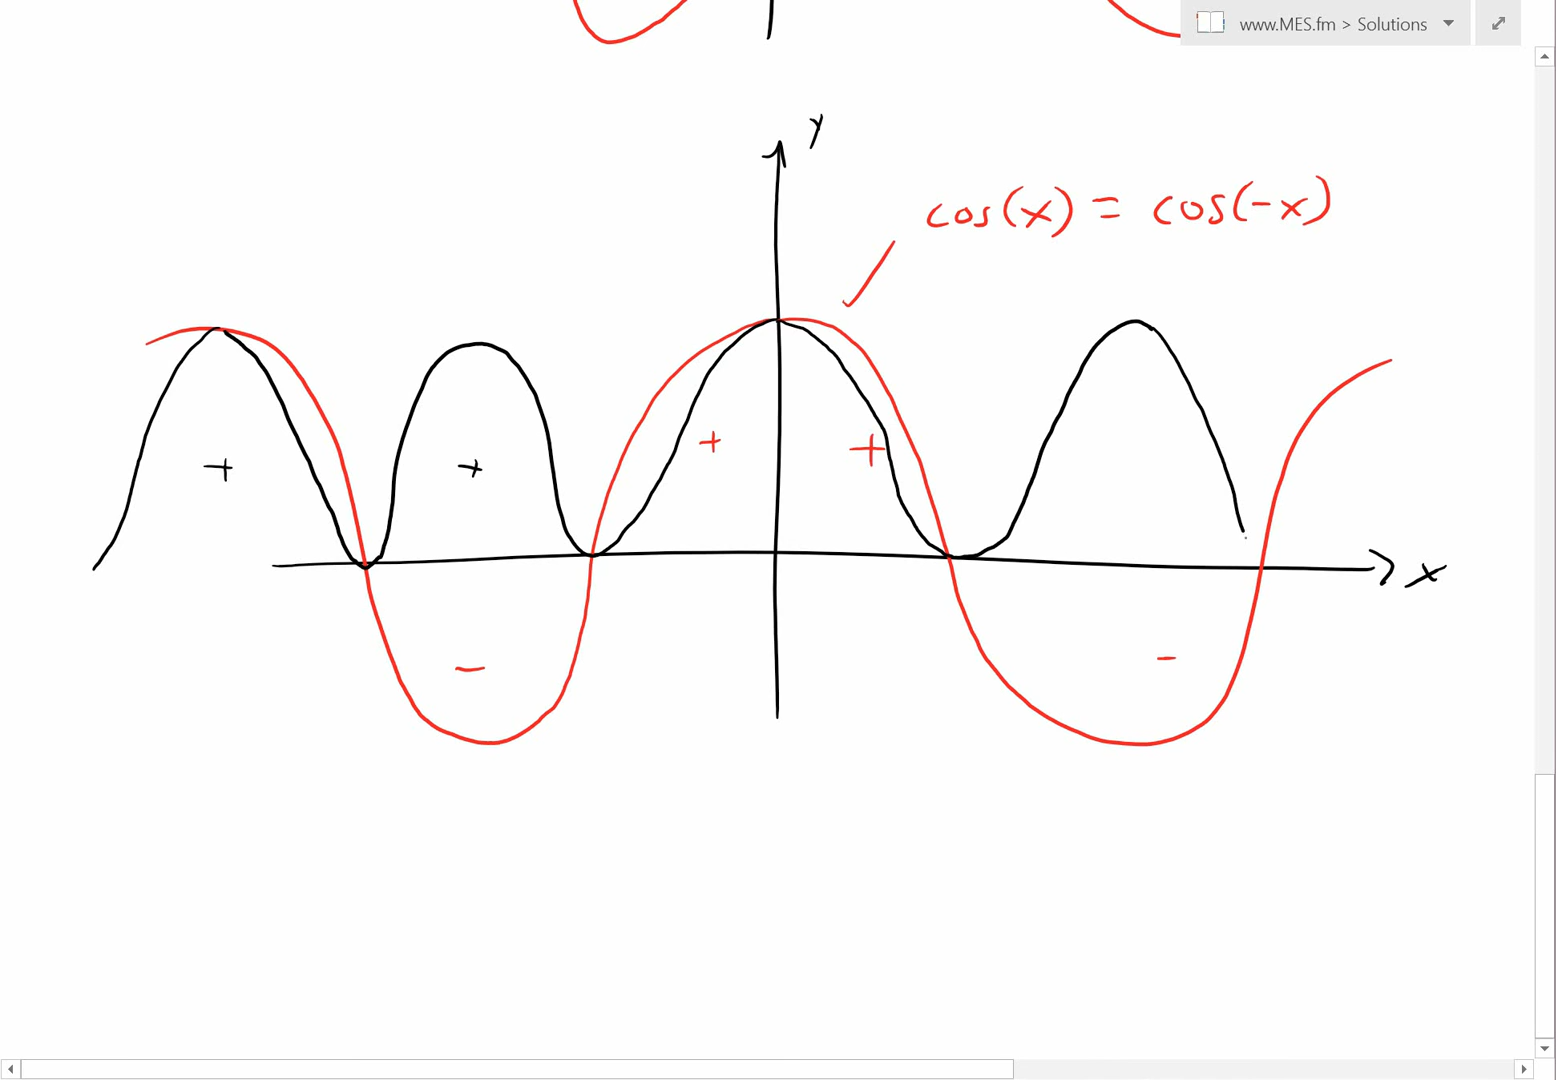 www.MES.fm > Solutions
y
cos(x) = cos(-x)
+ +
+ +
x
- -